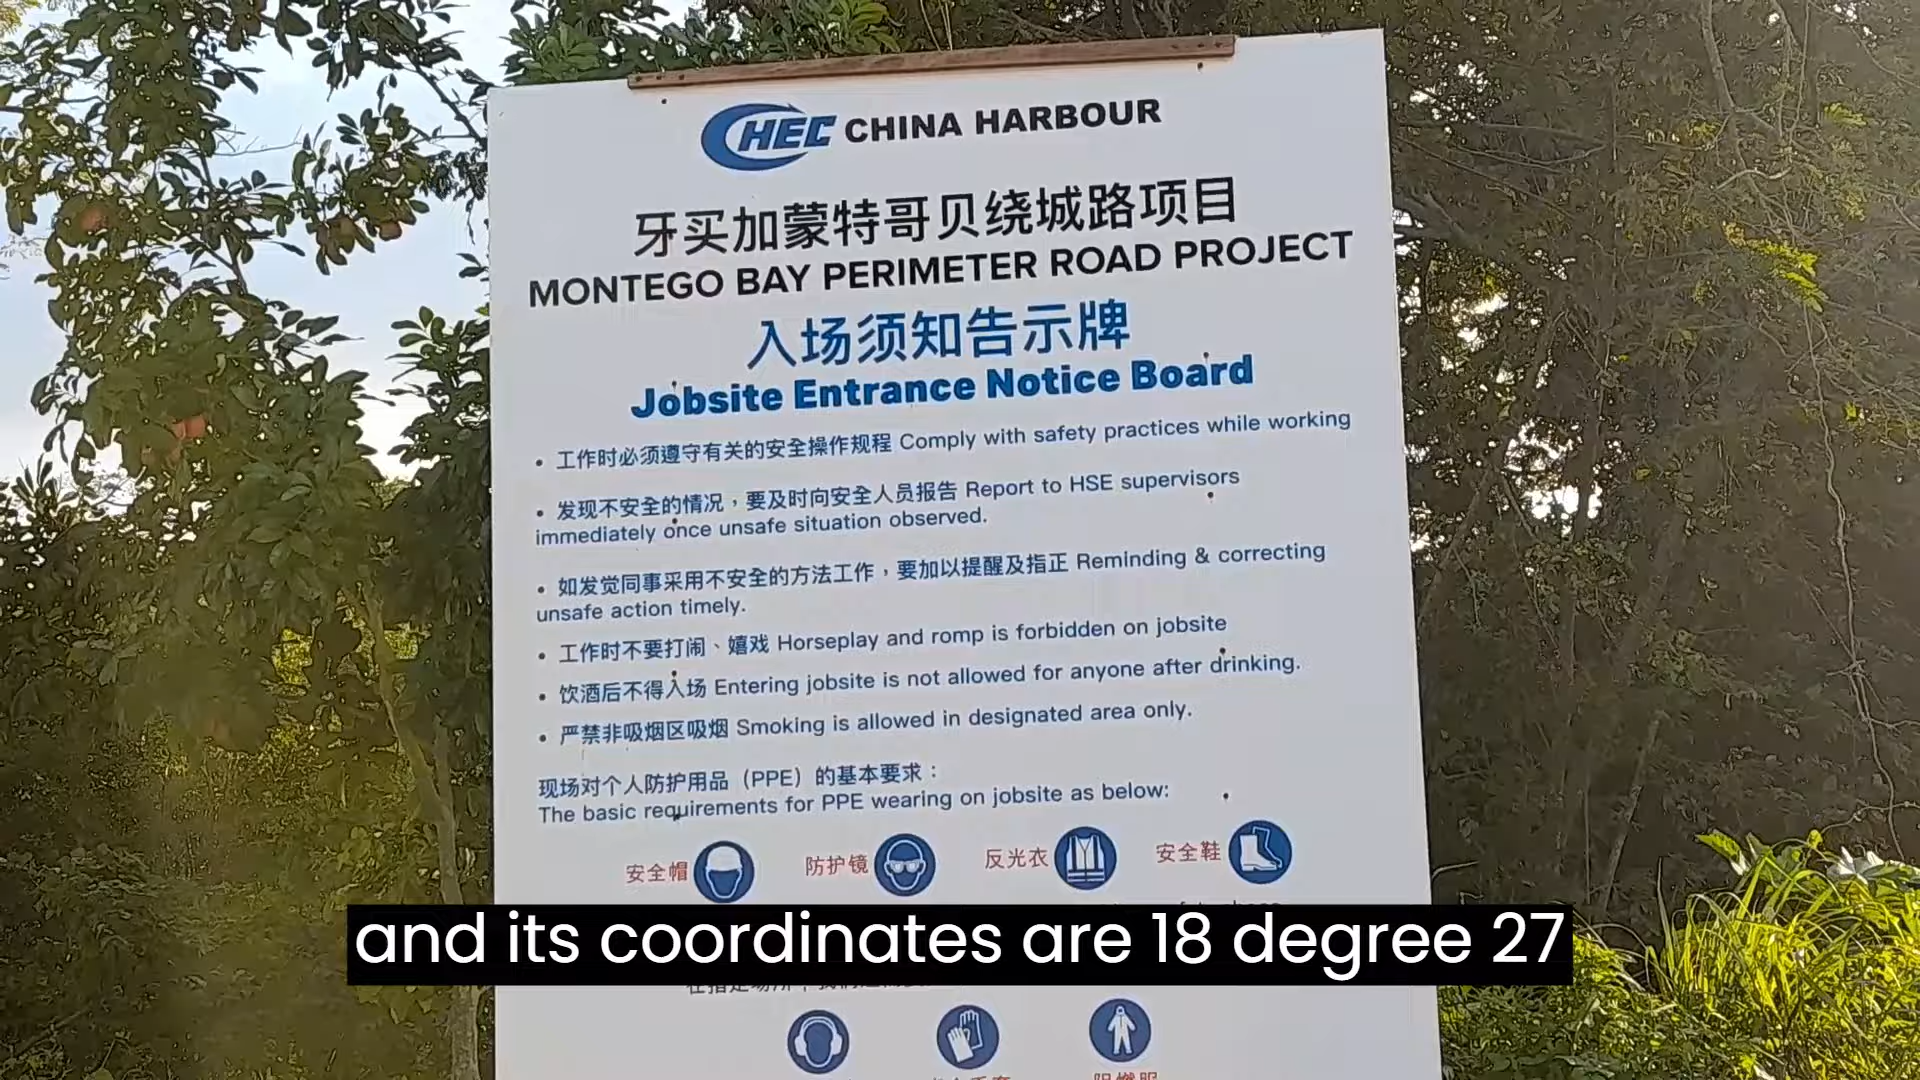 CHEC CHINA HARBOUR
牙买加蒙特哥贝绕城路项目
MONTEGO BAY PERIMETER ROAD PROJECT
入场须知告示牌
Jobsite Entrance Notice Board
• 工作时必须遵守有关的安全操作规程 Comply with safety practices while working
• 发现不安全的情况，要及时向安全人员报告 Report to HSE supervisors
immediately once unsafe situation observed.
• 如发觉同事采用不安全的方法工作，要加以提醒及指正 Reminding & correcting
unsafe action timely.
• 工作时不要打闹、嬉戏 Horseplay and romp is forbidden on jobsite
• 饮酒后不得入场 Entering jobsite is not allowed for anyone after drinking.
• 严禁非吸烟区吸烟 Smoking is allowed in designated area only.
现场对个人防护用品（PPE）的基本要求：
The basic requirements for PPE wearing on jobsite as below:
安全帽 防护镜 反光衣 安全鞋
and its coordinates are 18 degree 27